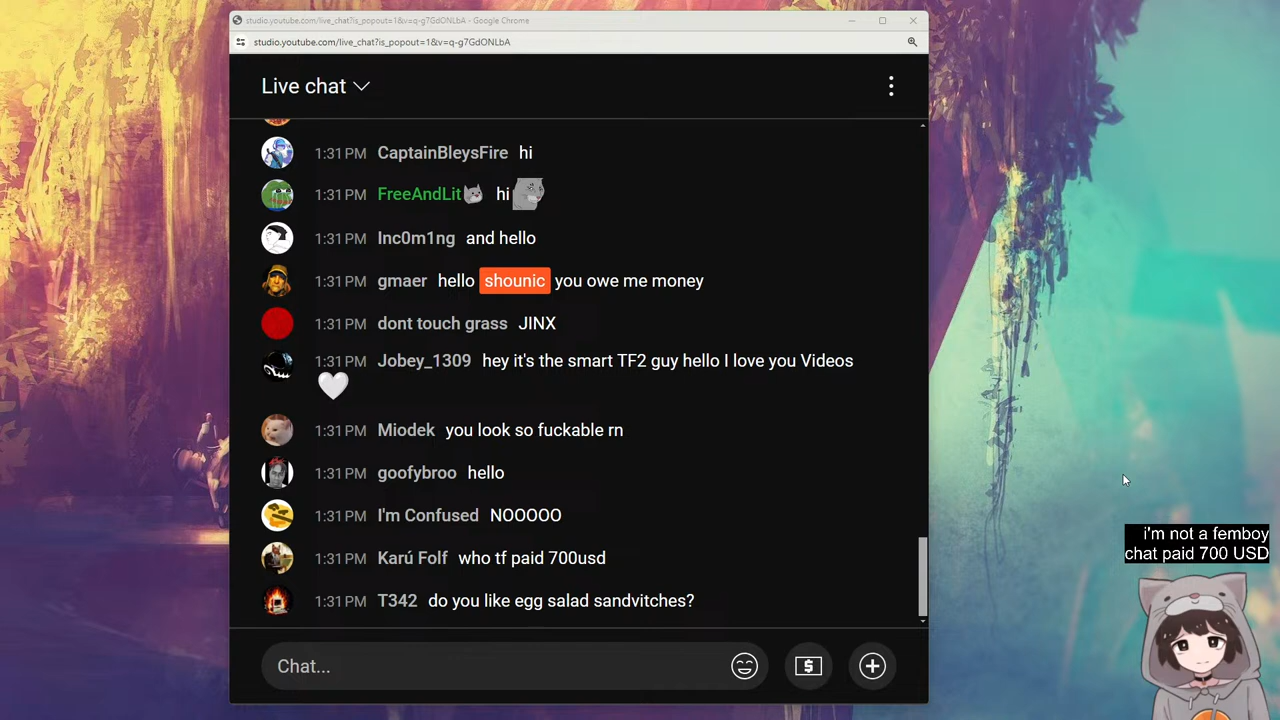 studio.youtube.com/live_chat?is_popout=1&v=q-g7GdONLbA - Google Chrome
studio.youtube.com/live_chat?is_popout=1&v=q-g7GdONLbA
Live chat
1:31 PM CaptainBleysFire hi
1:31 PM FreeAndLit hi
1:31 PM Inc0m1ng and hello
1:31 PM gmaer hello shounic you owe me money
1:31 PM dont touch grass JINX
1:31 PM Jobey_1309 hey it's the smart TF2 guy hello I love you Videos
1:31 PM Miodek you look so fuckable rn
1:31 PM goofybroo hello
1:31 PM I'm Confused NOOOOO
1:31 PM Karú Folf who tf paid 700usd
1:31 PM T342 do you like egg salad sandvitches?
Chat...
$
i'm not a femboy
chat paid 700 USD